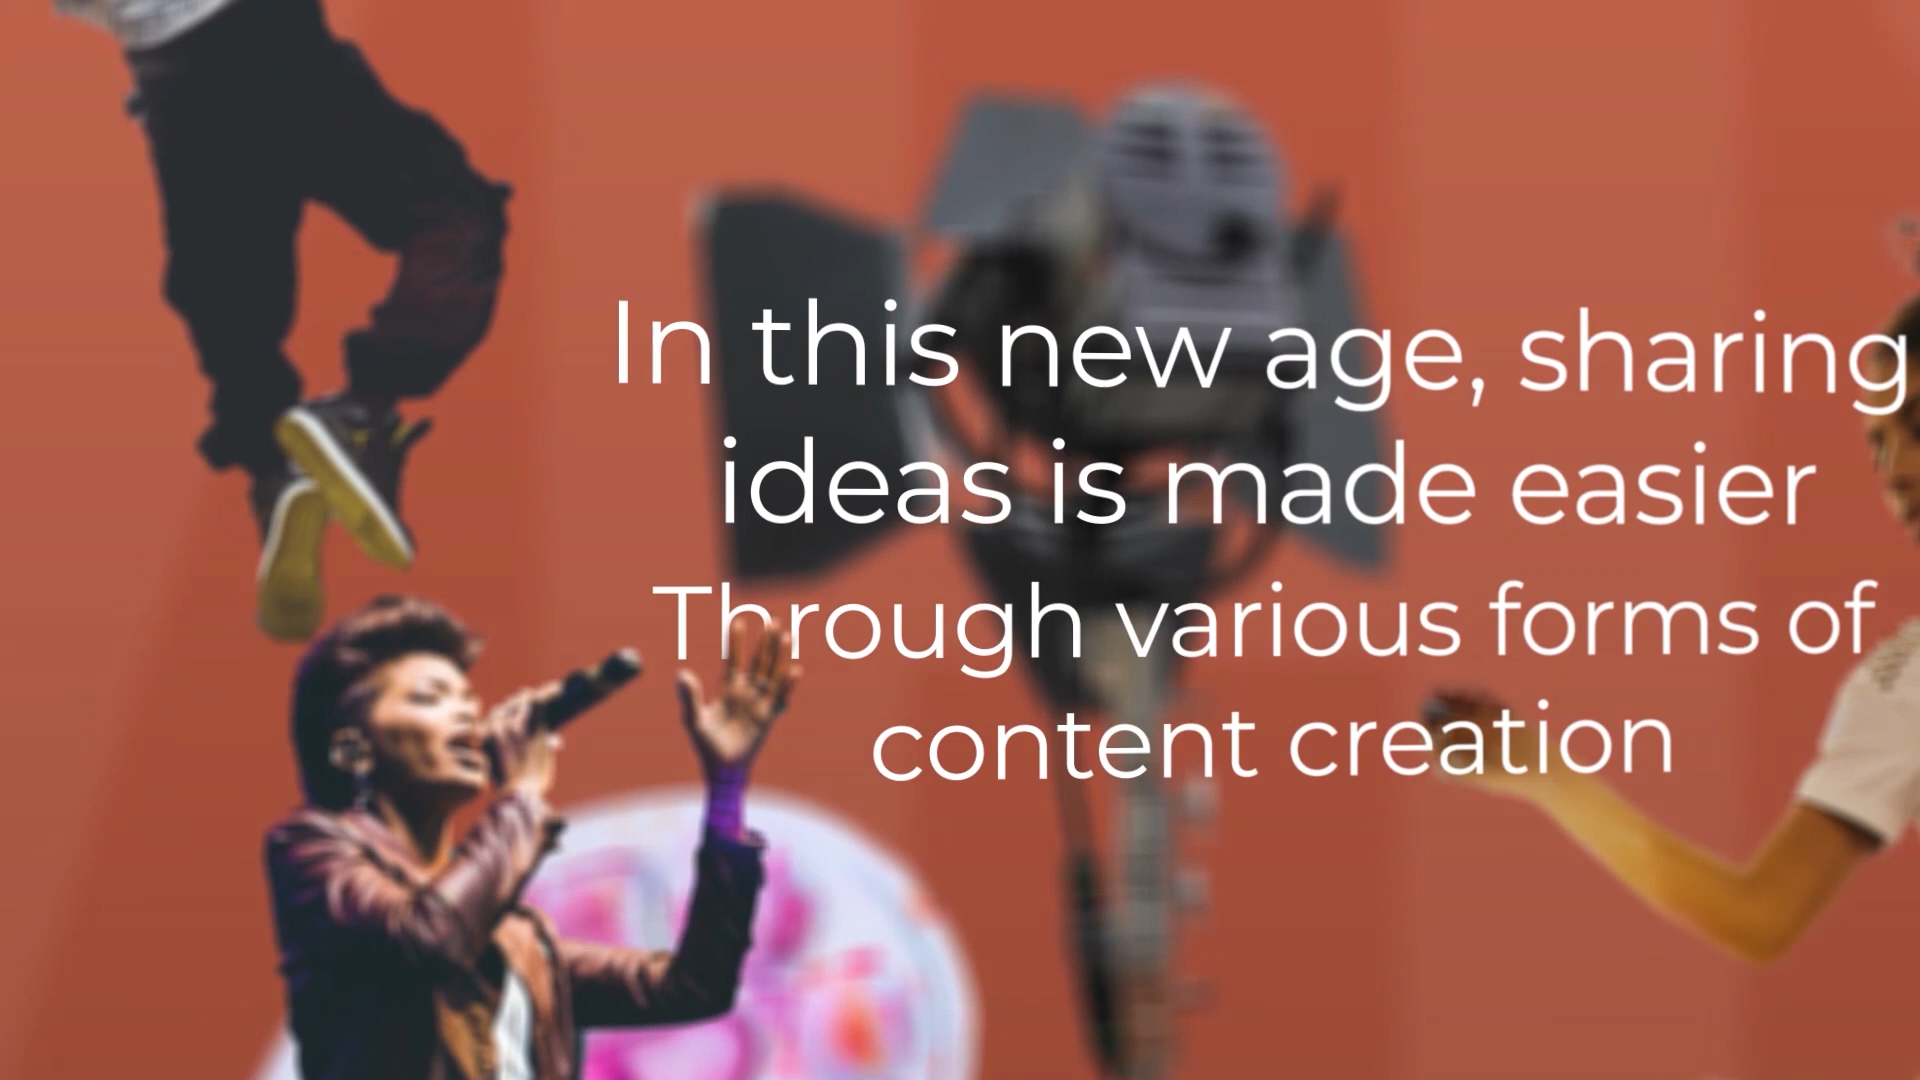 In this new age, sharing
ideas is made easier
Through various forms of
content creation